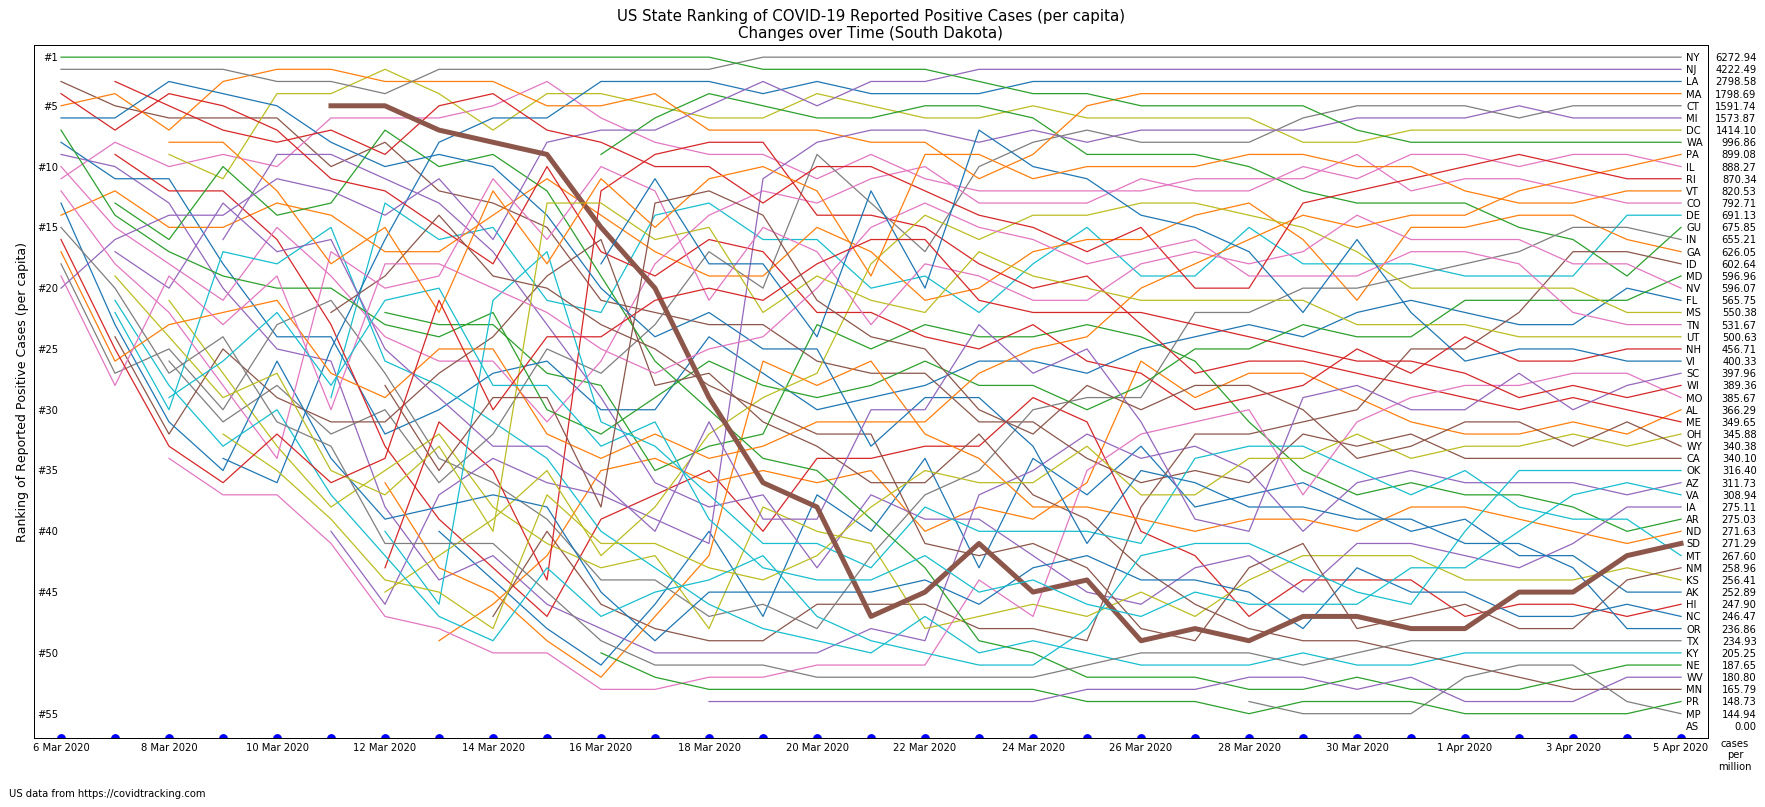 US State Ranking of COVID-19 Reported Positive Cases (per capita)
Changes over Time (South Dakota)
Ranking of Reported Positive Cases (per capita)
#1
#5
#10
#15
#20
#25
#30
#35
#40
#45
#50
#55
NY 6272.94
NJ 4222.49
LA 2798.58
MA 1798.69
CT 1591.74
MI 1573.87
DC 1414.10
WA 996.86
PA 899.08
IL 888.27
RI 870.34
VT 820.53
CO 792.71
DE 691.13
GU 675.85
IN 655.21
GA 626.05
ID 602.64
MD 596.96
NV 596.07
FL 565.75
MS 550.38
TN 531.67
UT 500.63
NH 456.71
VI 400.33
SC 397.96
WI 389.36
MO 385.67
AL 366.29
ME 349.65
OH 345.88
WY 340.38
CA 340.10
OK 316.40
AZ 311.73
VA 308.94
IA 275.11
AR 275.03
ND 271.63
SD 271.29
MT 267.60
NM 258.96
KS 256.41
AK 252.89
HI 247.90
NC 246.47
OR 236.86
TX 234.93
KY 205.25
NE 187.65
WV 180.80
MN 165.79
PR 148.73
MP 144.94
AS 0.00
6 Mar 2020 8 Mar 2020 10 Mar 2020 12 Mar 2020 14 Mar 2020 16 Mar 2020 18 Mar 2020 20 Mar 2020 22 Mar 2020 24 Mar 2020 26 Mar 2020 28 Mar 2020 30 Mar 2020 1 Apr 2020 3 Apr 2020 5 Apr 2020
cases
per
million
US data from https://covidtracking.com